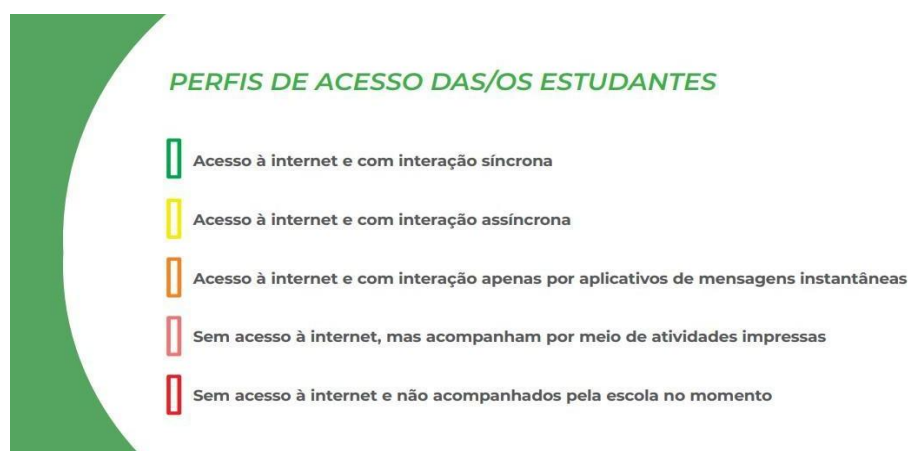 PERFIS DE ACESSO DAS/OS ESTUDANTES
Acesso à internet e com interação síncrona
Acesso à internet e com interação assíncrona
Acesso à internet e com interação apenas por aplicativos de mensagens instantâneas
Sem acesso à internet, mas acompanham por meio de atividades impressas
Sem acesso à internet e não acompanhados pela escola no momento